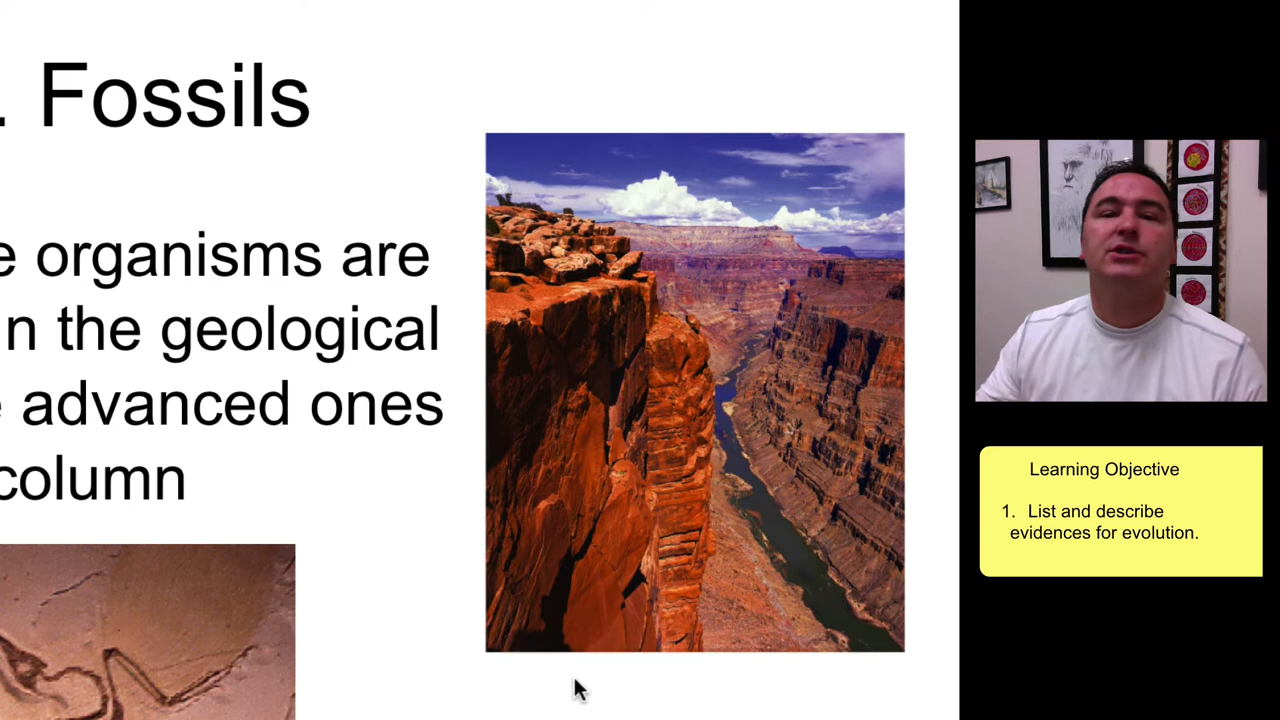 . Fossils
e organisms are
n the geological
e advanced ones
column
Learning Objective
1. List and describe
evidences for evolution.